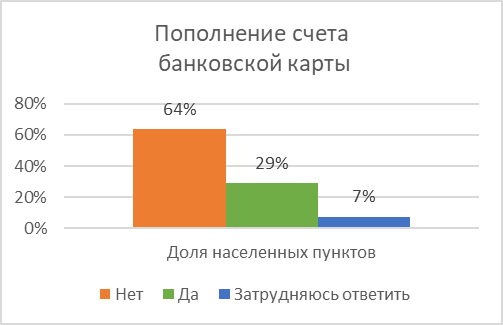 Пополнение счета
банковской карты
80%
60%
40%
20%
0%
64%
29%
7%
Доля населенных пунктов
Нет Да Затрудняюсь ответить